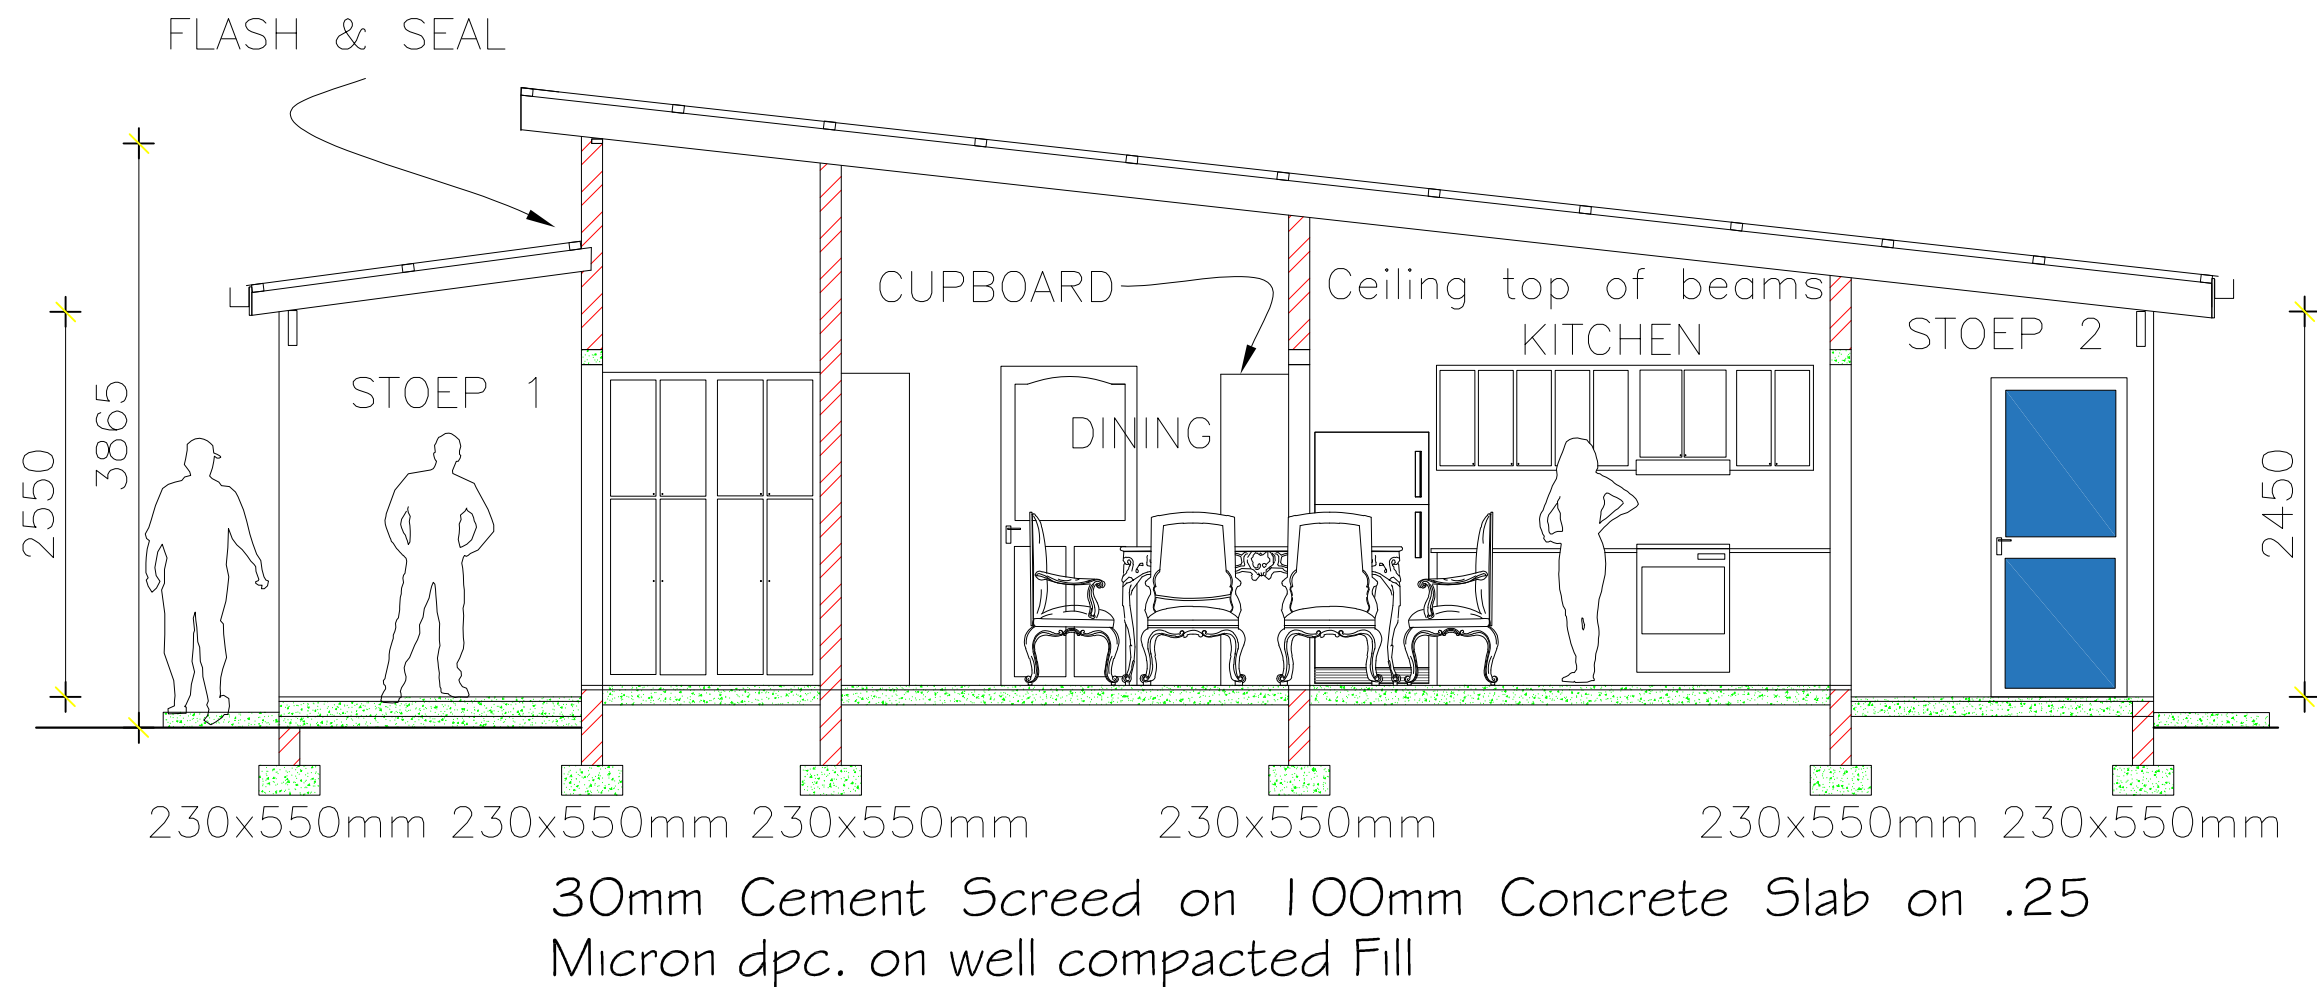 FLASH & SEAL
CUPBOARD
Ceiling top of beams
KITCHEN
STOEP 2
STOEP 1
DINING
3865
2550
2450
230x550mm 230x550mm 230x550mm 230x550mm 230x550mm 230x550mm
30mm Cement Screed on 100mm Concrete Slab on .25
Micron dpc. on well compacted Fill